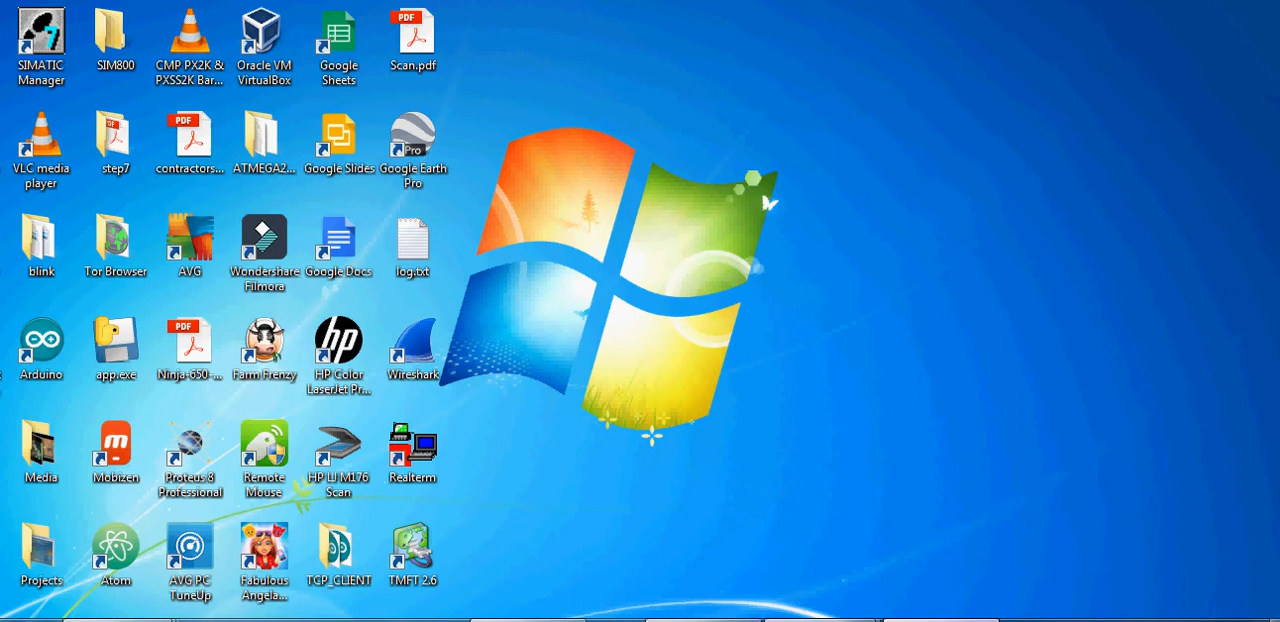 SIMATIC
Manager
SIM800
CMP PX2K &
PXSS2K Bar...
Oracle VM
VirtualBox
Google
Sheets
PDF
Scan.pdf
VLC media
player
PDF
step7
PDF
contractors...
ATMEGA2...
Google Slides
Pro
Google Earth
Pro
blink
Tor Browser
AVG
Wondershare
Filmora
Google Docs
log.txt
Arduino
app.exe
PDF
Ninja-650-...
Farm Frenzy
hp
HP Color
LaserJet Pr...
Wireshark
Media
m
Mobizen
Proteus 8
Professional
Remote
Mouse
HP LJ M176
Scan
Realterm
Projects
Atom
AVG PC
TuneUp
Fabulous
Angela...
TCP_CLIENT
TMFT 2.6